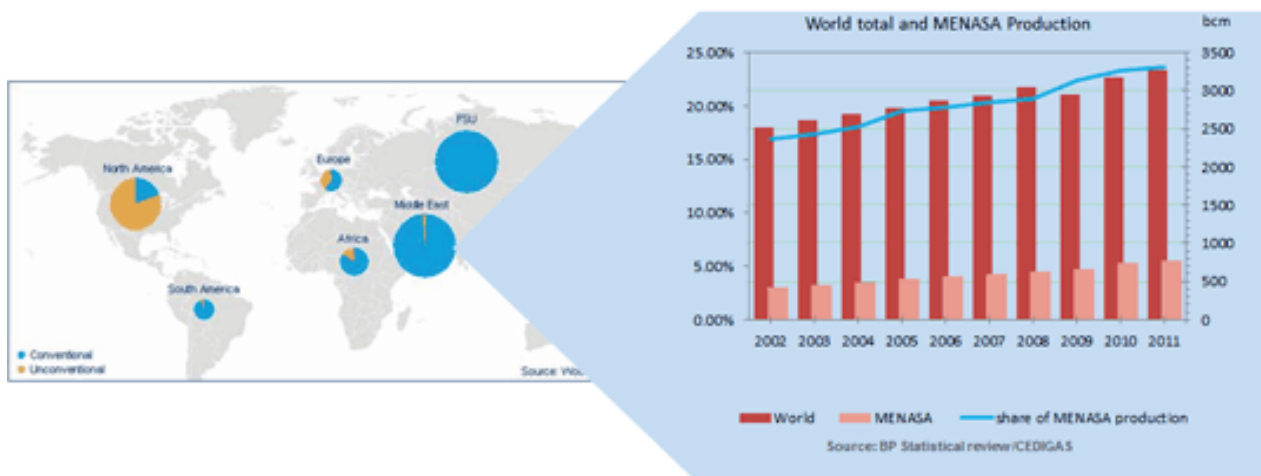 North America
Europe
FSU
Middle East
Africa
South America
Conventional
Unconventional
Source:
World total and MENASA Production
bcm
25.00%
20.00%
15.00%
10.00%
5.00%
0.00%
3500
3000
2500
2000
1500
1000
500
0
2002 2003 2004 2005 2006 2007 2008 2009 2010 2011
World MENASA share of MENASA production
Source: BP Statistical review/CEDIGAS